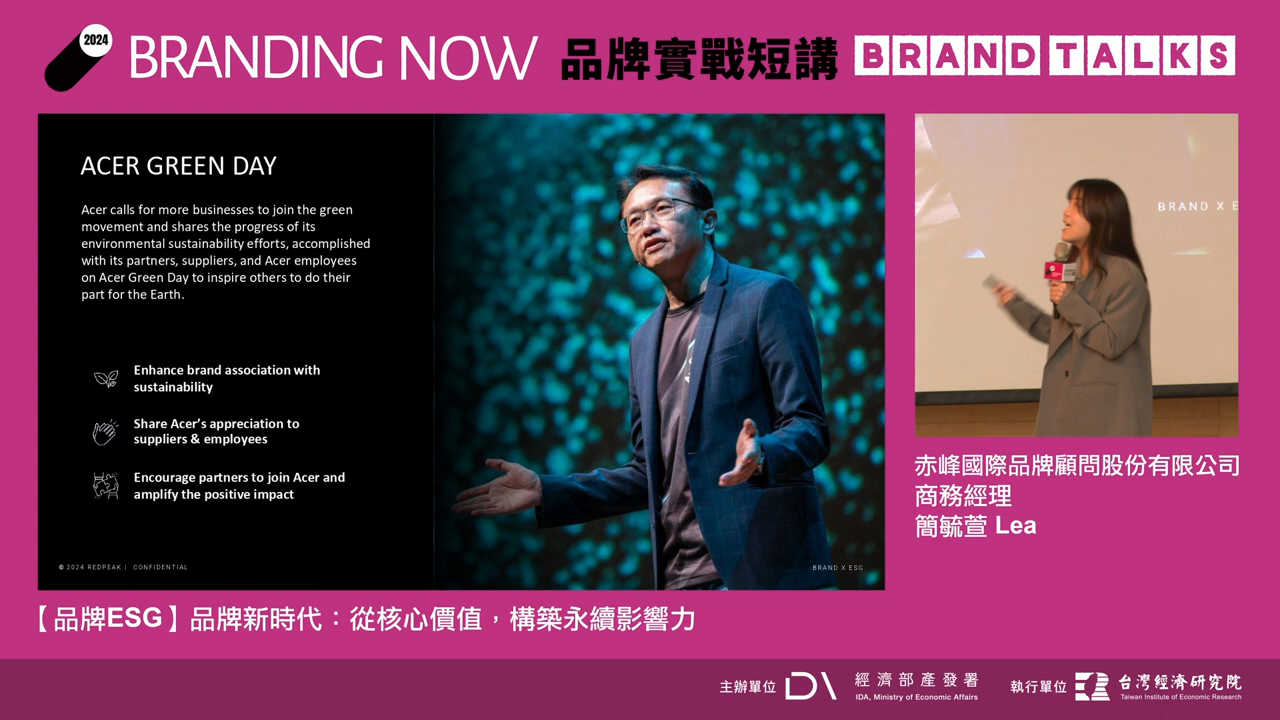 2024
BRANDING NOW 品牌實戰短講 BRAND TALKS
ACER GREEN DAY
Acer calls for more businesses to join the green
movement and shares the progress of its
environmental sustainability efforts, accomplished
with its partners, suppliers, and Acer employees
on Acer Green Day to inspire others to do their
part for the Earth.
Enhance brand association with
sustainability
Share Acer's appreciation to
suppliers & employees
Encourage partners to join Acer and
amplify the positive impact
© 2024 REDPEAK | CONFIDENTIAL
BRAND X ESG
BRAND X E
赤峰國際品牌顧問股份有限公司
商務經理
簡毓萱 Lea
【品牌ESG】品牌新時代：從核心價值，構築永續影響力
主辦單位 IDA 經濟部產業發展署
IDA, Ministry of Economic Affairs
執行單位 台灣經濟研究院
Taiwan Institute of Economic Research